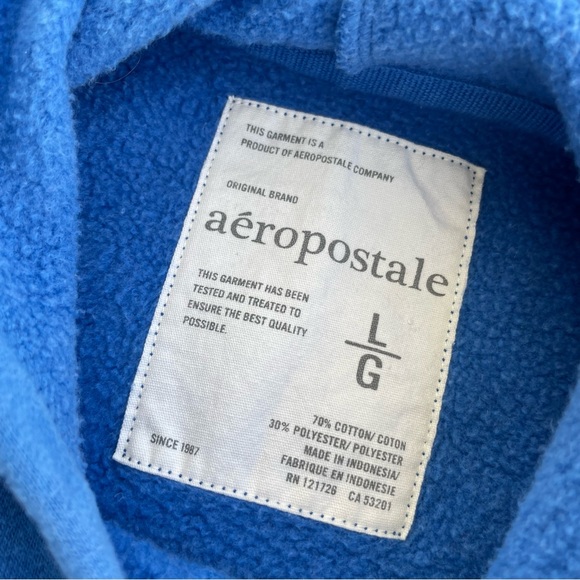 THIS GARMENT IS A
PRODUCT OF AEROPOSTALE COMPANY
ORIGINAL BRAND
aéropostale
THIS GARMENT HAS BEEN
TESTED AND TREATED TO
ENSURE THE BEST QUALITY
POSSIBLE.
L
G
70% COTTON/ COTON
30% POLYESTER/ POLYESTER
MADE IN INDONESIA/
FABRIQUE EN INDONESIE
RN 121726 CA 53201
SINCE 1987